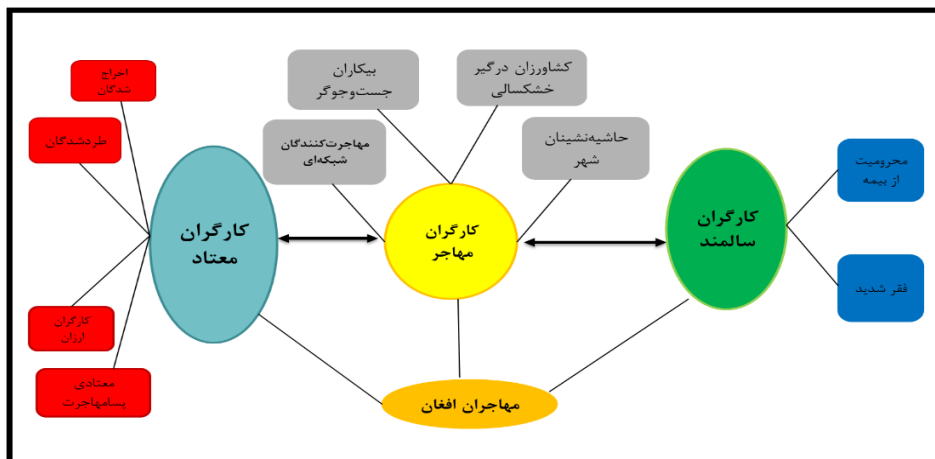 کشاورزان درگیر
خشکسالی
بیکاران
جست‌وجوگر
اخراج
شدگان
طردشدگان
مهاجرت‌کنندگان
شبکه‌ای
حاشیه‌نشینان
شهر
محرومیت
از بیمه
کارگران
سالمند
کارگران
مهاجر
کارگران
معتاد
فقر شدید
کارگران
ارزان
معتادی
پسامهاجرت
مهاجران افغان